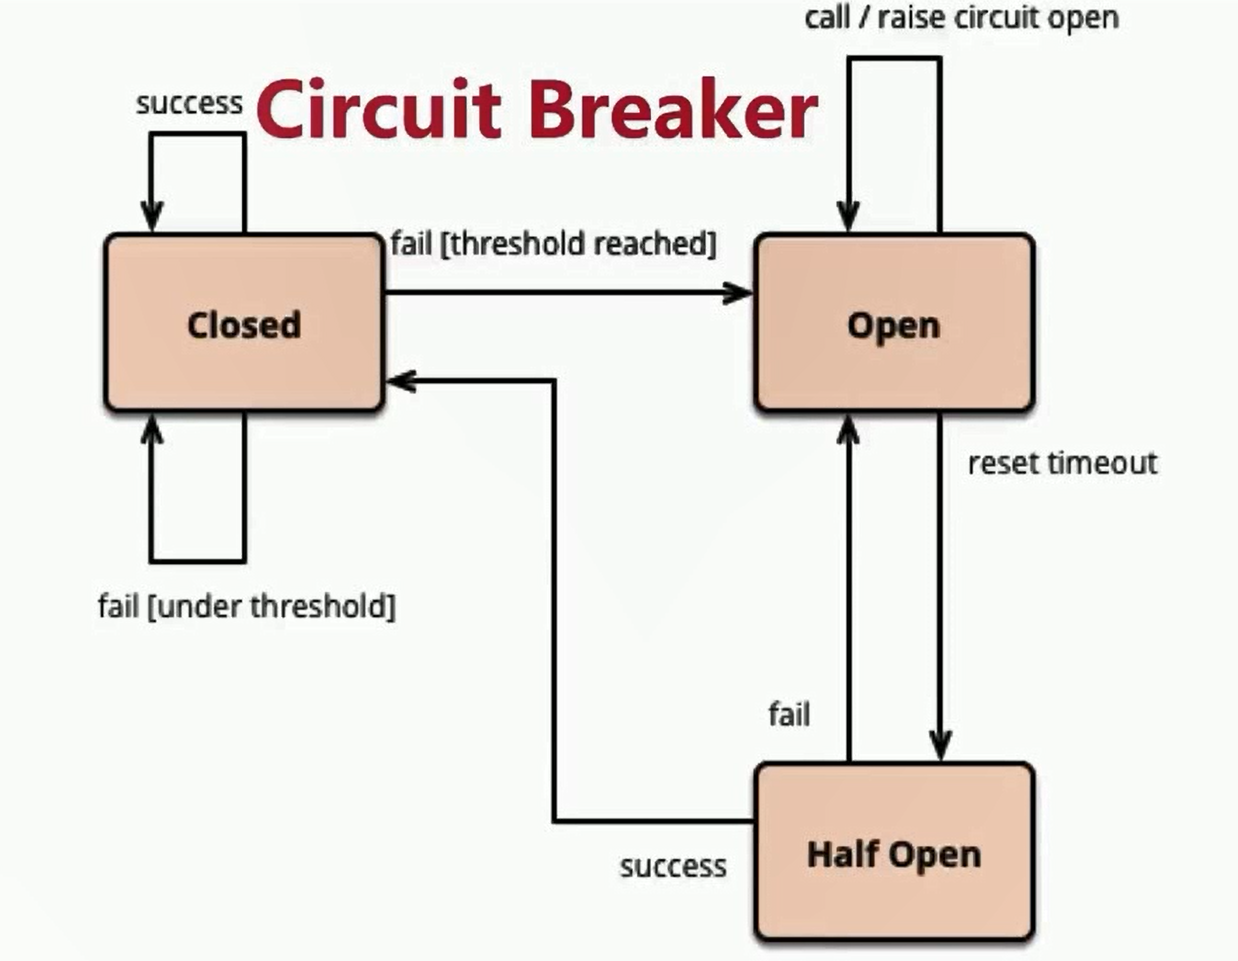 call / raise circuit open
success
Circuit Breaker
fail [threshold reached]
Closed
Open
reset timeout
fail [under threshold]
fail
Half Open
success